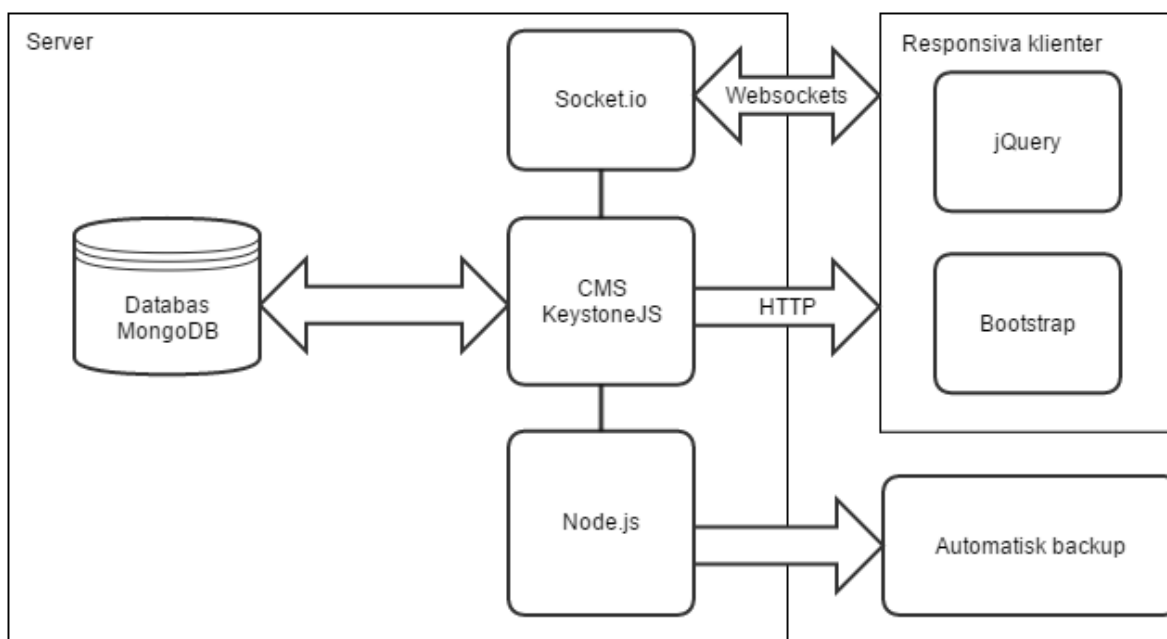 Server
Socket.io
Websockets
Responsiva klienter
jQuery
Databas
MongoDB
CMS
KeystoneJS
HTTP
Bootstrap
Node.js
Automatisk backup